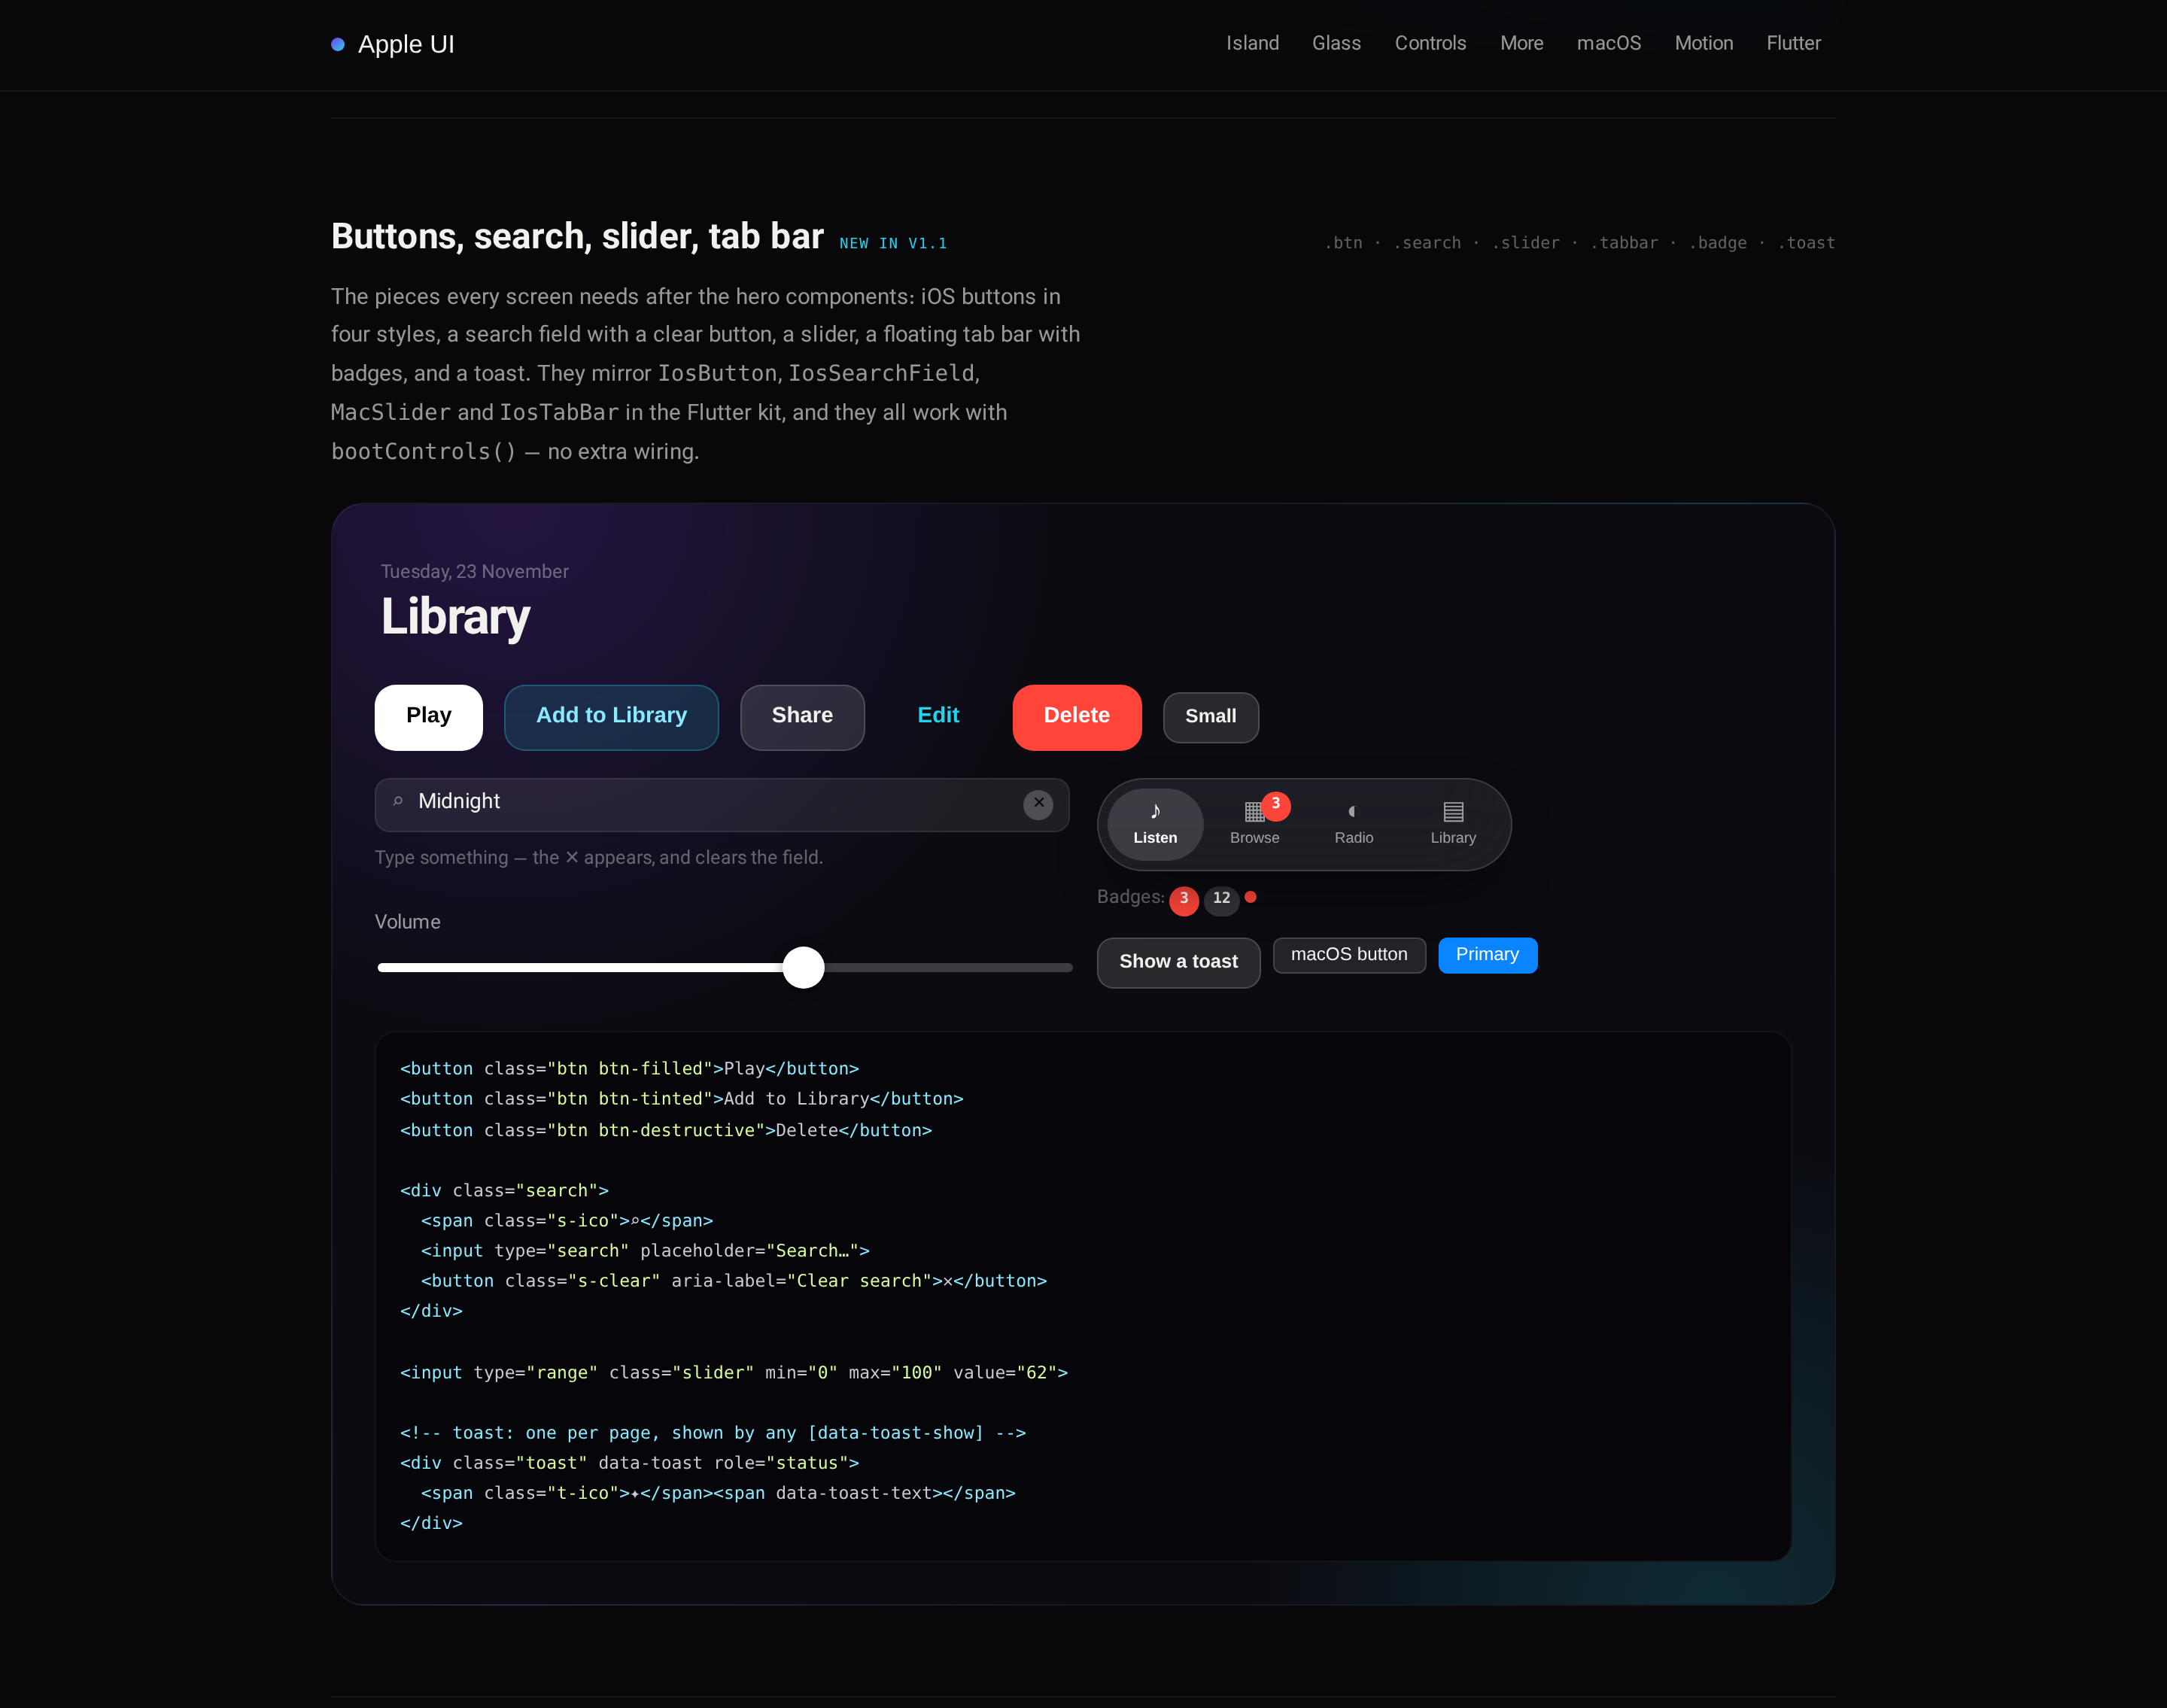 Apple UI
Island Glass Controls More macOS Motion Flutter
Buttons, search, slider, tab bar NEW IN V1.1
.btn · .search · .slider · .tabbar · .badge · .toast
The pieces every screen needs after the hero components: iOS buttons in
four styles, a search field with a clear button, a slider, a floating tab bar with
badges, and a toast. They mirror IosButton, IosSearchField,
MacSlider and IosTabBar in the Flutter kit, and they all work with
bootControls() — no extra wiring.
Tuesday, 23 November
Library
Play Add to Library Share Edit Delete Small
⌕ Midnight ✕
Type something — the ✕ appears, and clears the field.
Volume
♪ ▦ 3 ◖ ▤
Listen Browse Radio Library
Badges: 3 12
Show a toast macOS button Primary
<button class="btn btn-filled">Play</button>
<button class="btn btn-tinted">Add to Library</button>
<button class="btn btn-destructive">Delete</button>
<div class="search">
  <span class="s-ico">⌕</span>
  <input type="search" placeholder="Search…">
  <button class="s-clear" aria-label="Clear search">✕</button>
</div>
<input type="range" class="slider" min="0" max="100" value="62">
<!-- toast: one per page, shown by any [data-toast-show] -->
<div class="toast" data-toast role="status">
  <span class="t-ico">✦</span><span data-toast-text></span>
</div>